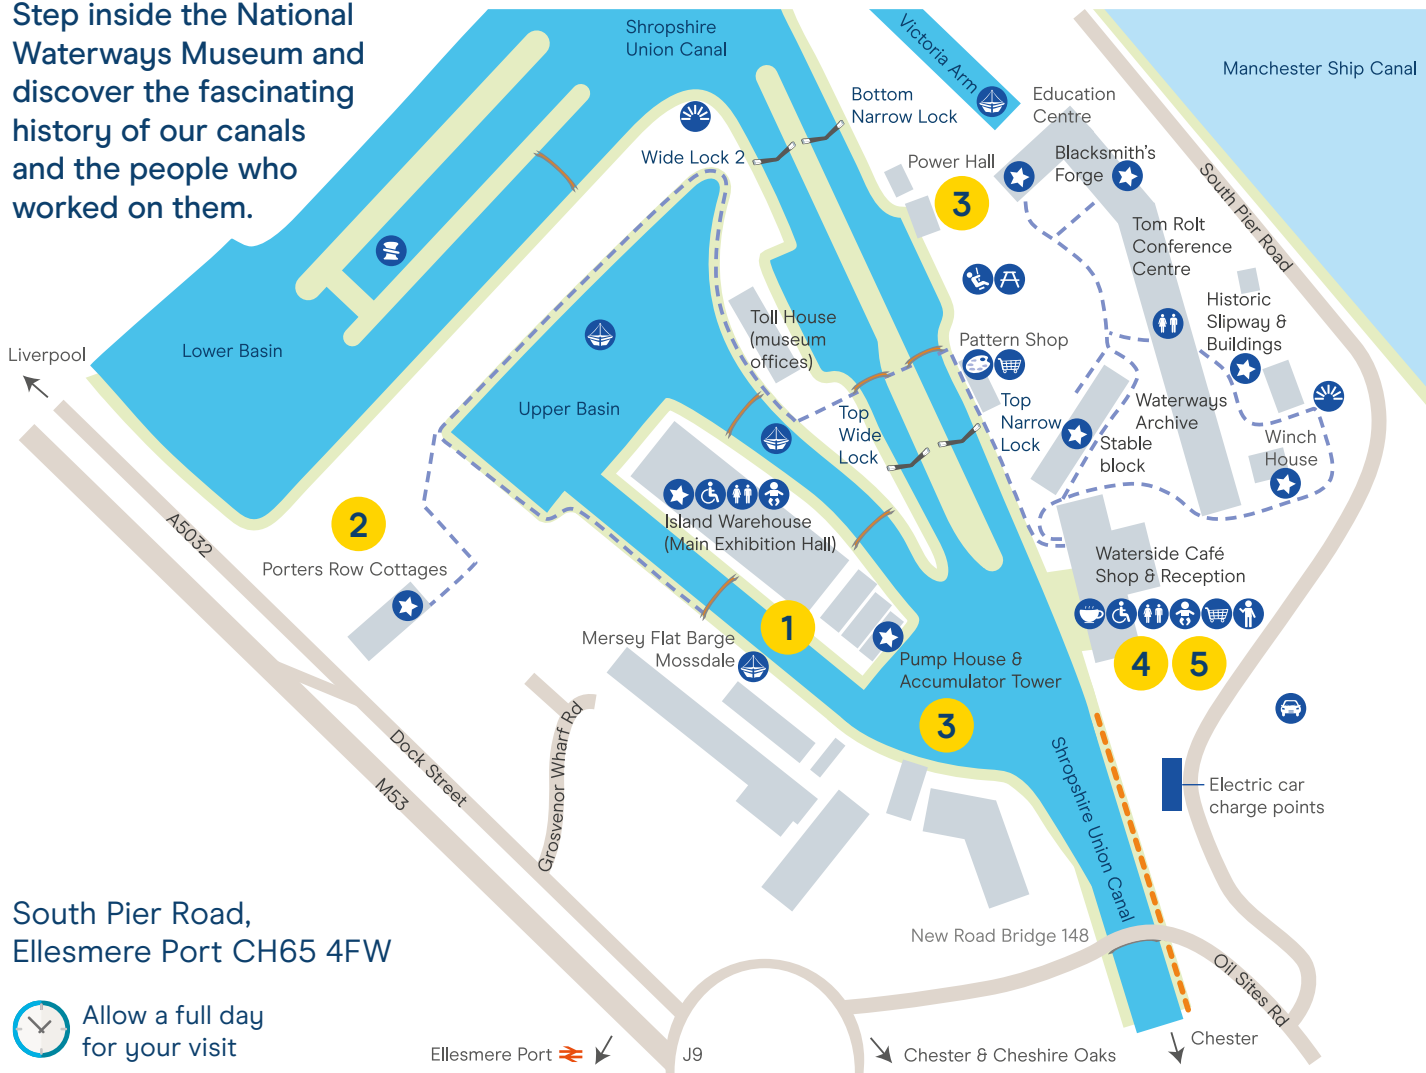 Step inside the National
Waterways Museum and
discover the fascinating
history of our canals
and the people who
worked on them.
Shropshire
Union Canal
Victoria Arm
Manchester Ship Canal
Bottom
Narrow Lock
Education
Centre
Wide Lock 2
Power Hall
Blacksmith's
Forge
3
South Pier Road
Tom Rolt
Conference
Centre
Historic
Slipway &
Buildings
Toll House
(museum
offices)
Pattern Shop
Liverpool
Lower Basin
Upper Basin
Top
Wide
Lock
Top
Narrow
Lock
Waterways
Archive
Stable
block
Winch
House
A5032
2
Island Warehouse
(Main Exhibition Hall)
Porters Row Cottages
Waterside Café
Shop & Reception
1
Mersey Flat Barge
Mossdale
Pump House &
Accumulator Tower
4
5
3
Grosvenor Wharf Rd
Dock Street
M53
Shropshire Union Canal
Electric car
charge points
South Pier Road,
Ellesmere Port CH65 4FW
New Road Bridge 148
Oil Sites Rd
Allow a full day
for your visit
Ellesmere Port
J9
Chester & Cheshire Oaks
Chester